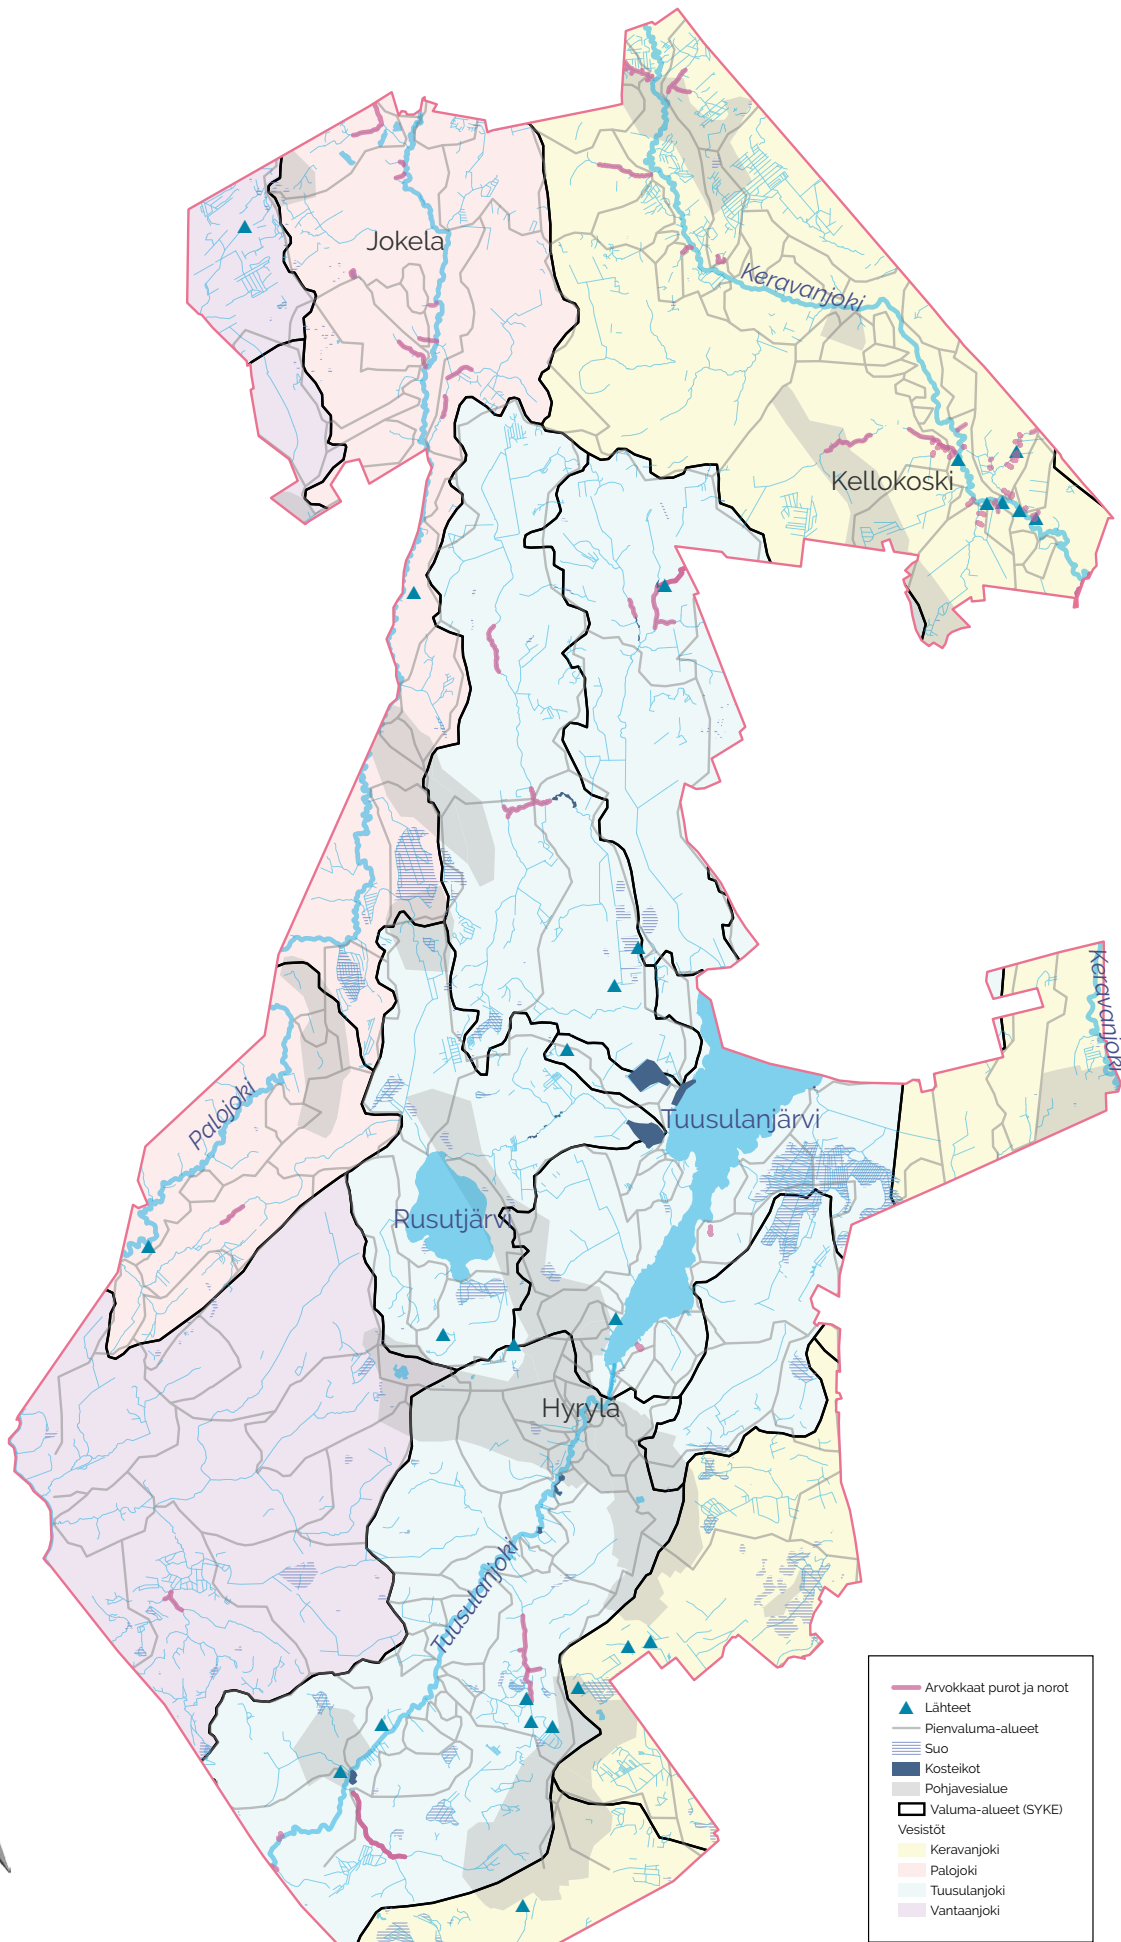 Jokela
Keravanjoki
Kellokoski
Keravanjoki
Palojoki
Tuusulanjärvi
Rusutjärvi
Hyrylä
Tuusulanjoki
Arvokkaat purot ja norot
Lähteet
Pienvaluma-alueet
Suo
Kosteikot
Pohjavesialue
Valuma-alueet (SYKE)
Vesistöt
Keravanjoki
Palojoki
Tuusulanjoki
Vantaanjoki